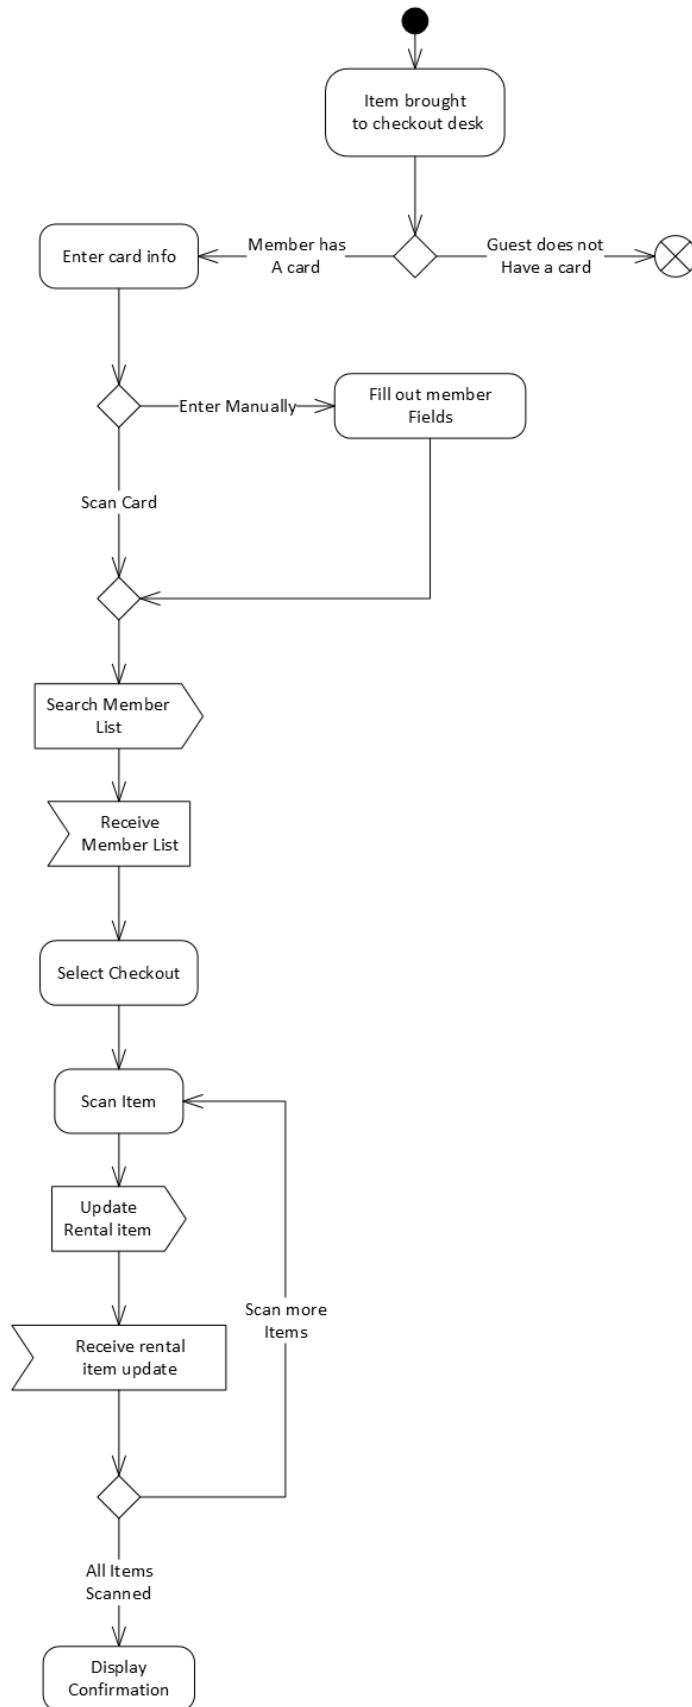 Item brought
to checkout desk
Member has
A card
Guest does not
Have a card
Enter card info
Enter Manually
Fill out member
Fields
Scan Card
Search Member
List
Receive
Member List
Select Checkout
Scan Item
Update
Rental item
Scan more
Items
Receive rental
item update
All Items
Scanned
Display
Confirmation